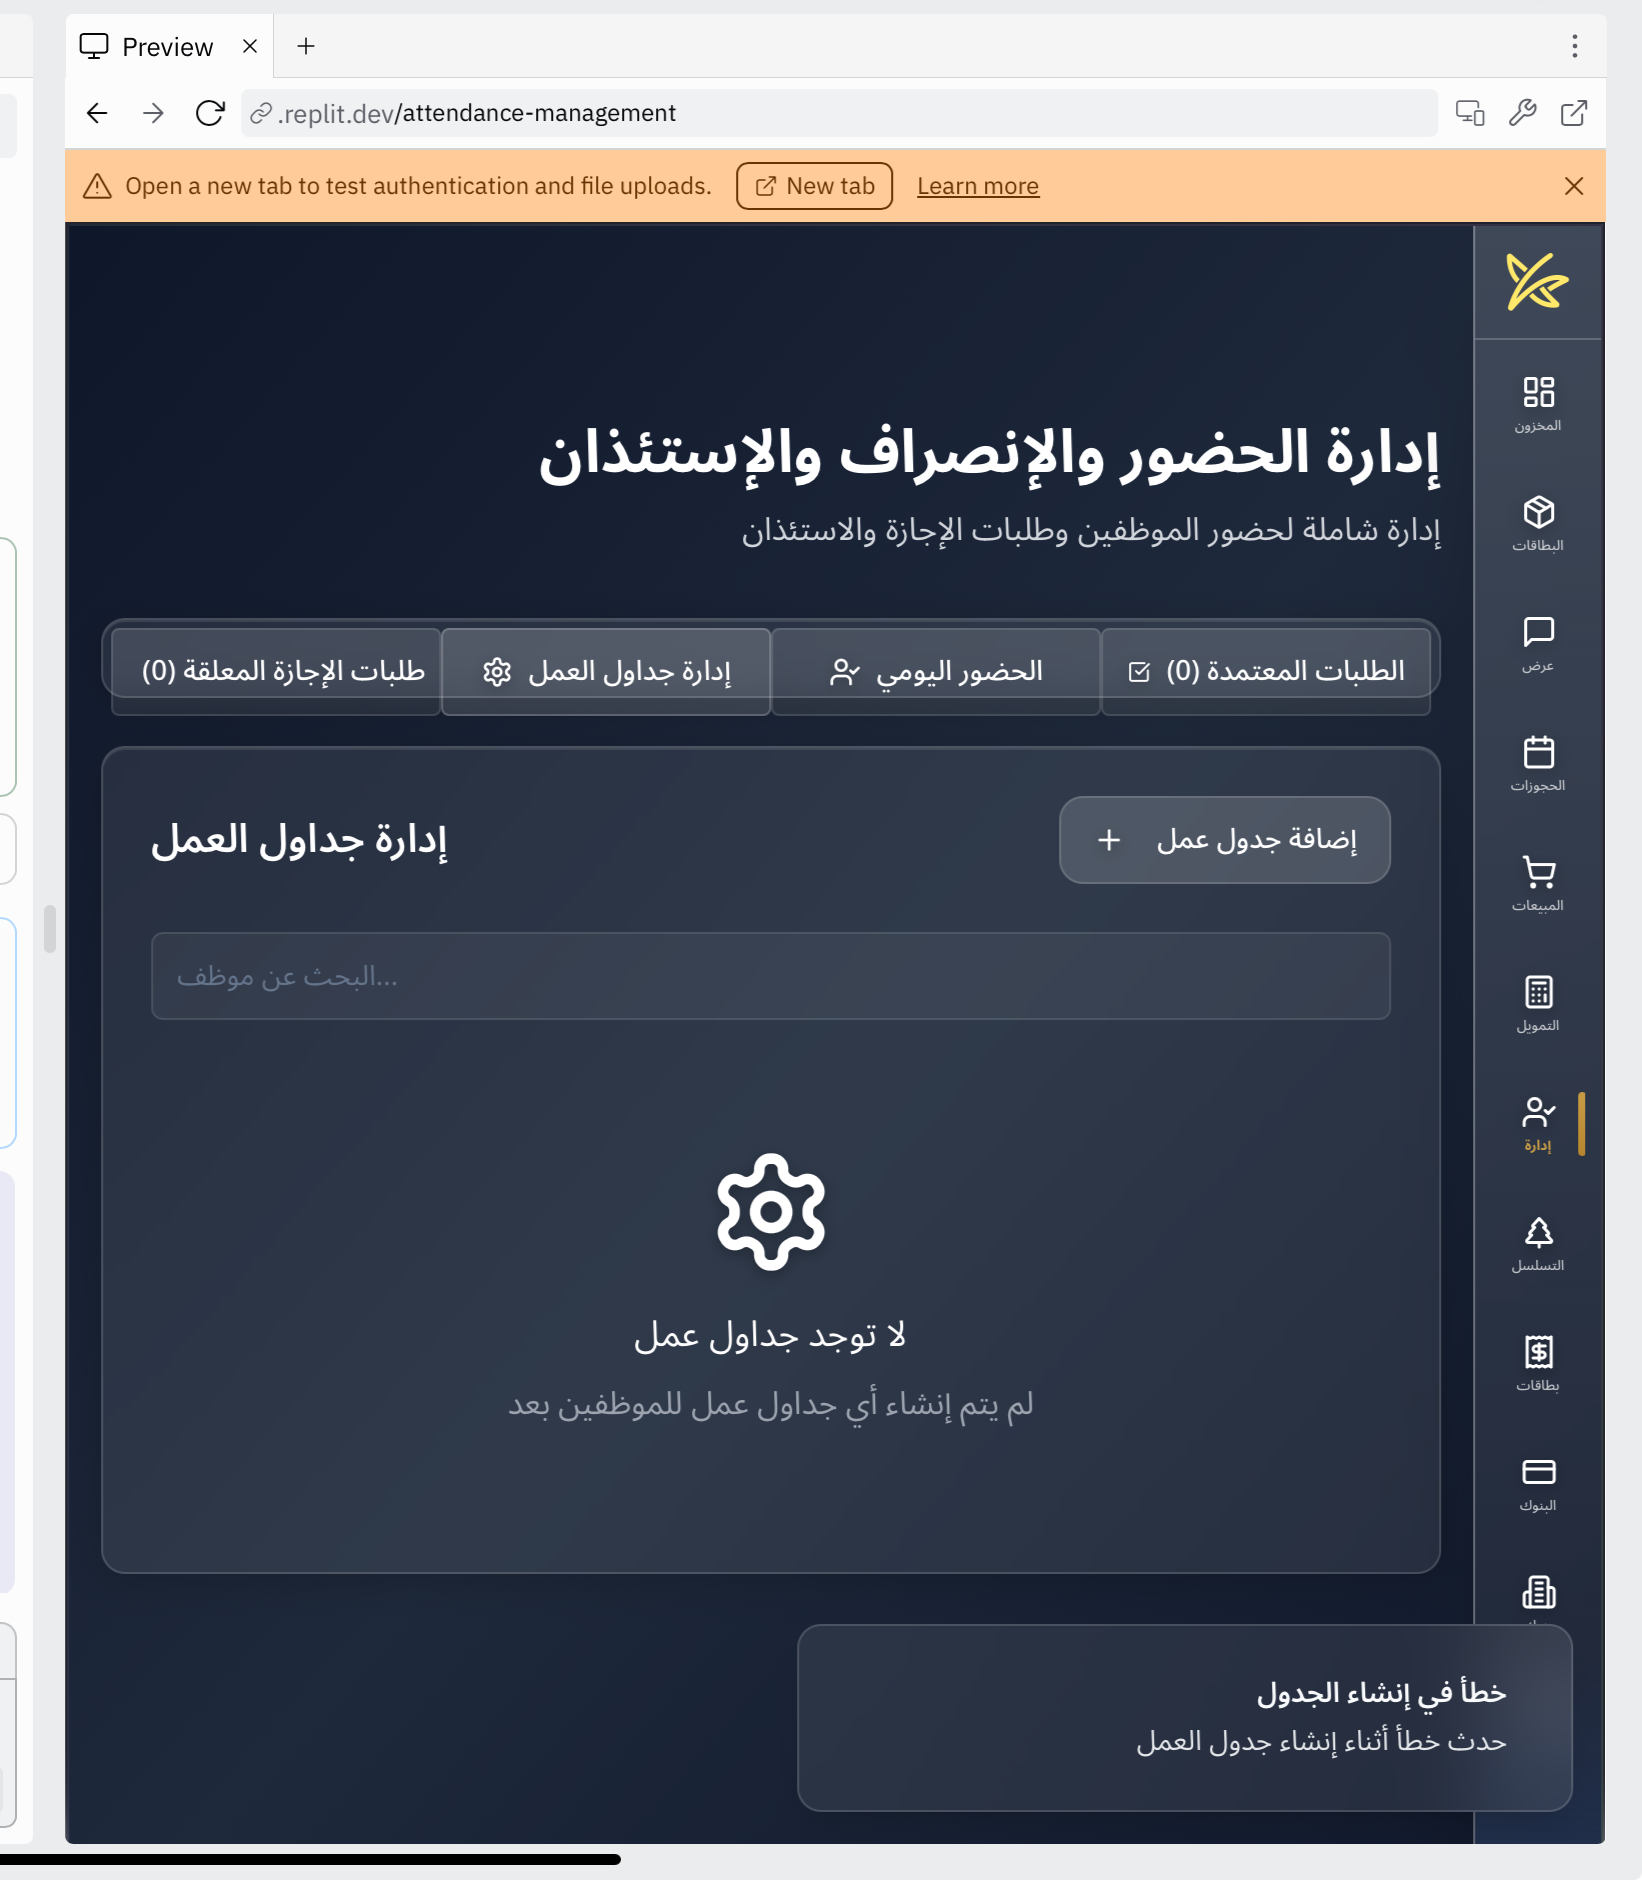 Preview
.replit.dev/attendance-management
Open a new tab to test authentication and file uploads. New tab Learn more
إدارة الحضور والإنصراف والإستئذان
إدارة شاملة لحضور الموظفين وطلبات الإجازة والاستئذان
الطلبات المعتمدة (0)
الحضور اليومي
إدارة جداول العمل
طلبات الإجازة المعلقة (0)
إضافة جدول عمل
إدارة جداول العمل
البحث عن موظف...
لا توجد جداول عمل
لم يتم إنشاء أي جداول عمل للموظفين بعد
المخزون
البطاقات
عرض
الحجوزات
المبيعات
التمويل
إدارة
التسلسل
بطاقات
البنوك
خطأ في إنشاء الجدول
حدث خطأ أثناء إنشاء جدول العمل